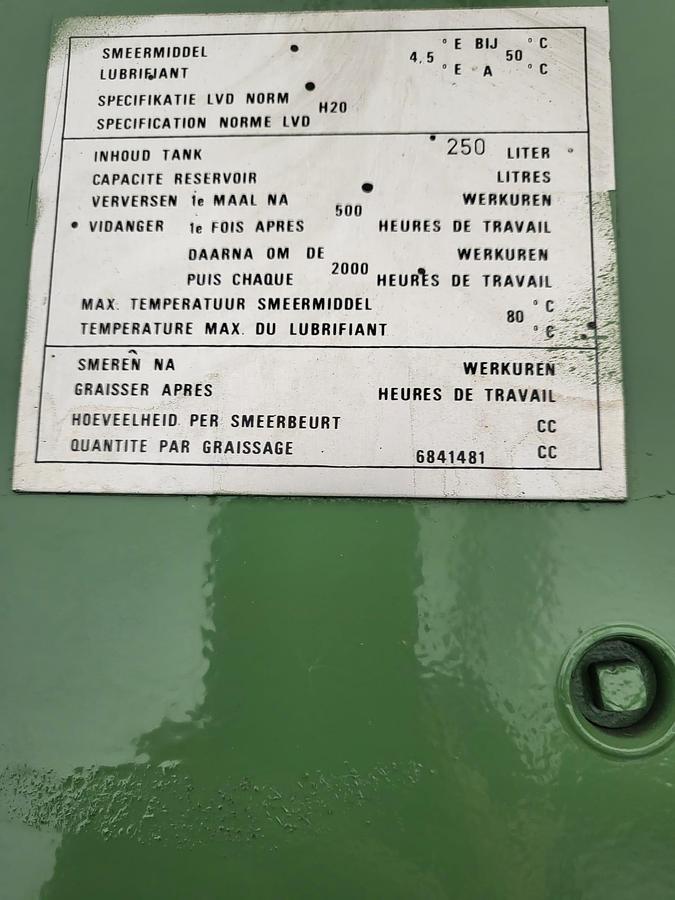 SMEERMIDDEL 4,5 °E BIJ 50 °C
LUBRIFIANT °E A °C
SPECIFIKATIE LVD NORM H20
SPECIFICATION NORME LVD
INHOUD TANK 250 LITER
CAPACITE RESERVOIR LITRES
VERVERSEN 1e MAAL NA 500 WERKUREN
VIDANGER 1e FOIS APRES HEURES DE TRAVAIL
DAARNA OM DE 2000 WERKUREN
PUIS CHAQUE HEURES DE TRAVAIL
MAX. TEMPERATUUR SMEERMIDDEL 80 °C
TEMPERATURE MAX. DU LUBRIFIANT °C
SMEREN NA WERKUREN
GRAISSER APRES HEURES DE TRAVAIL
HOEVEELHEID PER SMEERBEURT CC
QUANTITE PAR GRAISSAGE 6841481 CC